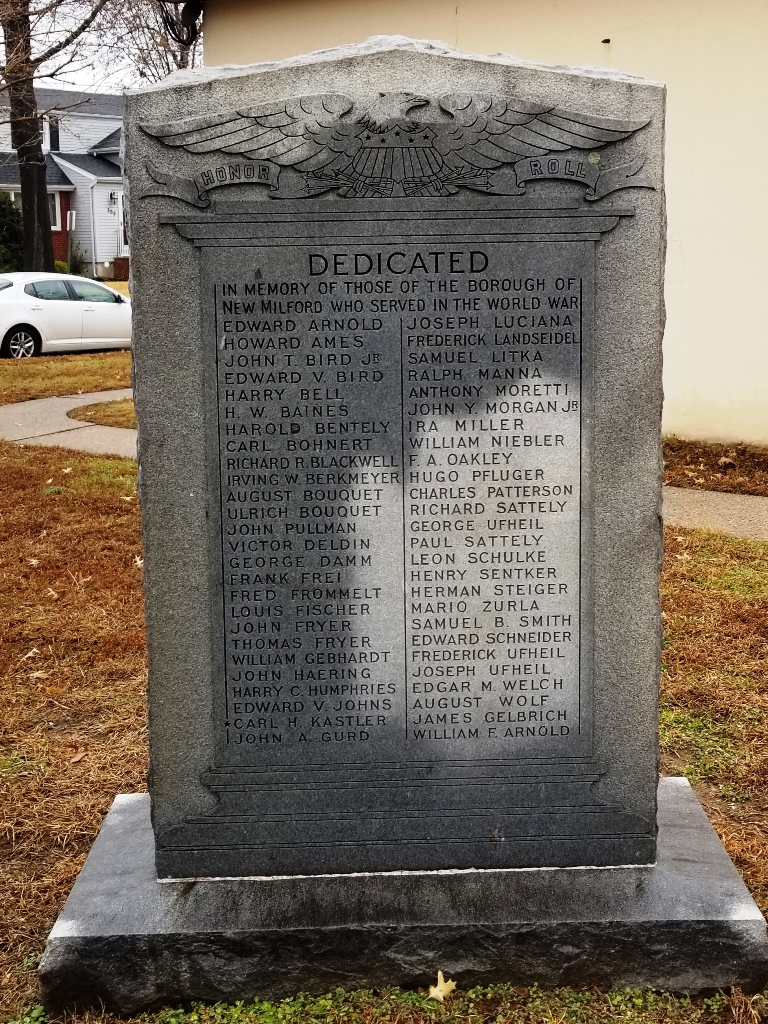 HONOR ROLL
DEDICATED
IN MEMORY OF THOSE OF THE BOROUGH OF
NEW MILFORD WHO SERVED IN THE WORLD WAR
EDWARD ARNOLD
HOWARD AMES
JOHN T. BIRD JR
EDWARD V. BIRD
HARRY BELL
H. W. BAINES
HAROLD BENTELY
CARL BOHNERT
RICHARD R. BLACKWELL
IRVING W. BERKMEYER
AUGUST BOUQUET
ULRICH BOUQUET
JOHN PULLMAN
VICTOR DELDIN
GEORGE DAMM
FRANK FREI
FRED FROMMELT
LOUIS FISCHER
JOHN FRYER
THOMAS FRYER
WILLIAM GEBHARDT
JOHN HAERING
HARRY C. HUMPHRIES
EDWARD V. JOHNS
★CARL H. KASTLER
JOHN A. GURD
JOSEPH LUCIANA
FREDERICK LANDSEIDEL
SAMUEL LITKA
RALPH MANNA
ANTHONY MORETTI
JOHN Y. MORGAN JR
IRA MILLER
WILLIAM NIEBLER
F. A. OAKLEY
HUGO PFLUGER
CHARLES PATTERSON
RICHARD SATTELY
GEORGE UFHEIL
PAUL SATTELY
LEON SCHULKE
HENRY SENTKER
HERMAN STEIGER
MARIO ZURLA
SAMUEL B. SMITH
EDWARD SCHNEIDER
FREDERICK UFHEIL
JOSEPH UFHEIL
EDGAR M. WELCH
AUGUST WOLF
JAMES GELBRICH
WILLIAM F. ARNOLD